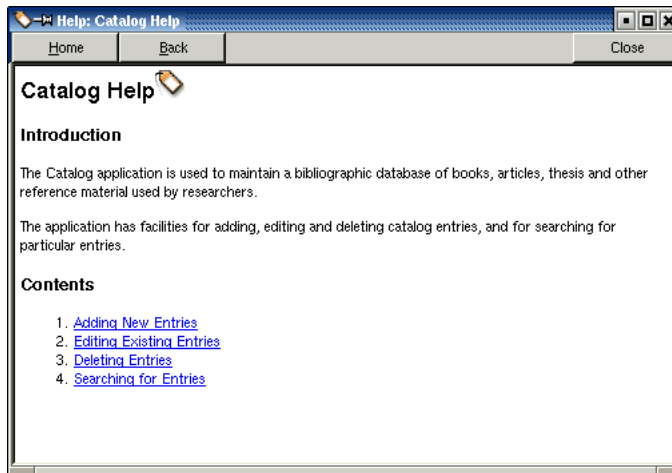 Help: Catalog Help
Home Back Close
Catalog Help
Introduction
The Catalog application is used to maintain a bibliographic database of books, articles, thesis and other
reference material used by researchers.
The application has facilities for adding, editing and deleting catalog entries, and for searching for
particular entries.
Contents
1. Adding New Entries
2. Editing Existing Entries
3. Deleting Entries
4. Searching for Entries